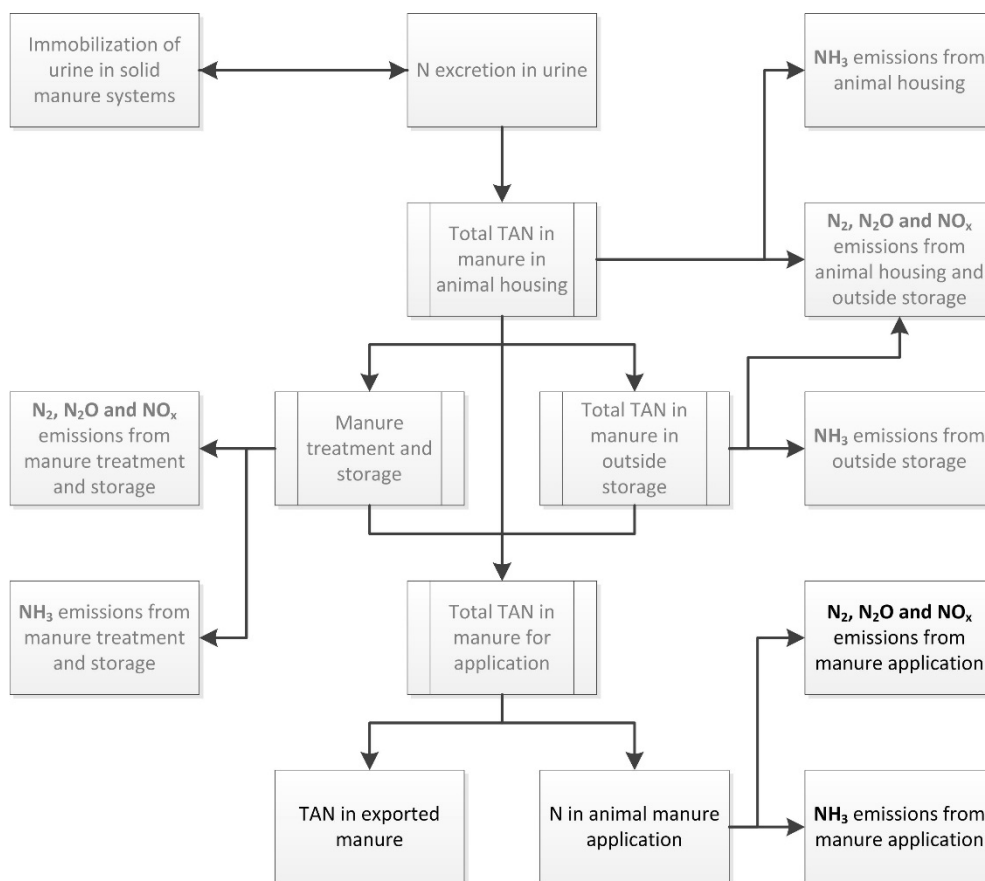 Immobilization of
urine in solid
manure systems
N excretion in urine
NH₃ emissions from
animal housing
Total TAN in
manure in
animal housing
N₂, N₂O and NOₓ
emissions from
animal housing and
outside storage
N₂, N₂O and NOₓ
emissions from
manure treatment
and storage
Manure
treatment and
storage
Total TAN in
manure in
outside
storage
NH₃ emissions from
outside storage
NH₃ emissions from
manure treatment
and storage
Total TAN in
manure for
application
N₂, N₂O and NOₓ
emissions from
manure application
TAN in exported
manure
N in animal manure
application
NH₃ emissions from
manure application